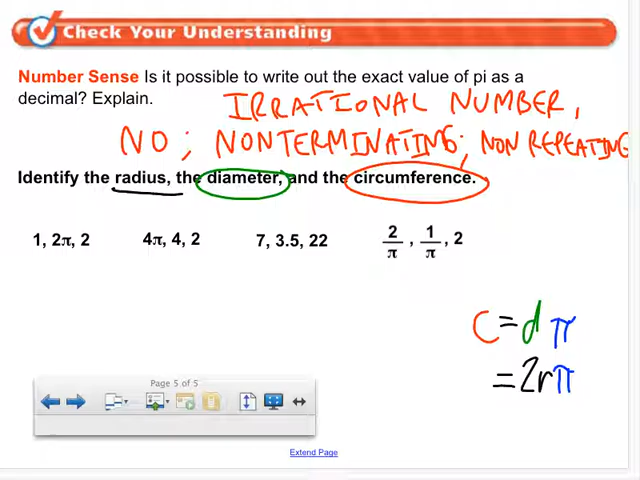 Check Your Understanding
Number Sense Is it possible to write out the exact value of pi as a
decimal? Explain.
IRRATIONAL NUMBER,
NO; NONTERMINATING; NON REPEATING
Identify the radius, the diameter, and the circumference.
1, 2π, 2 4π, 4, 2 7, 3.5, 22 2/π, 1/π, 2
C = d π
= 2rπ
Page 5 of 5
Extend Page